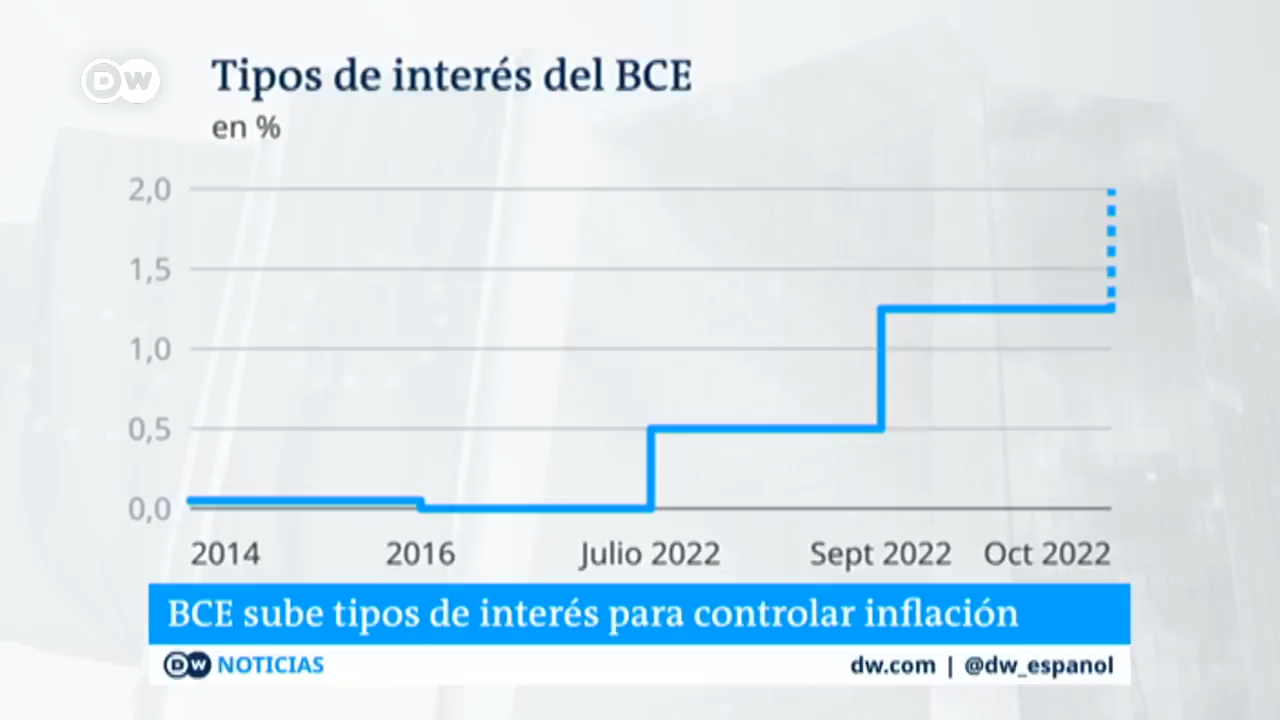 DW
Tipos de interés del BCE
en %
2,0
1,5
1,0
0,5
0,0
2014 2016 Julio 2022 Sept 2022 Oct 2022
BCE sube tipos de interés para controlar inflación
DW NOTICIAS dw.com | @dw_espanol